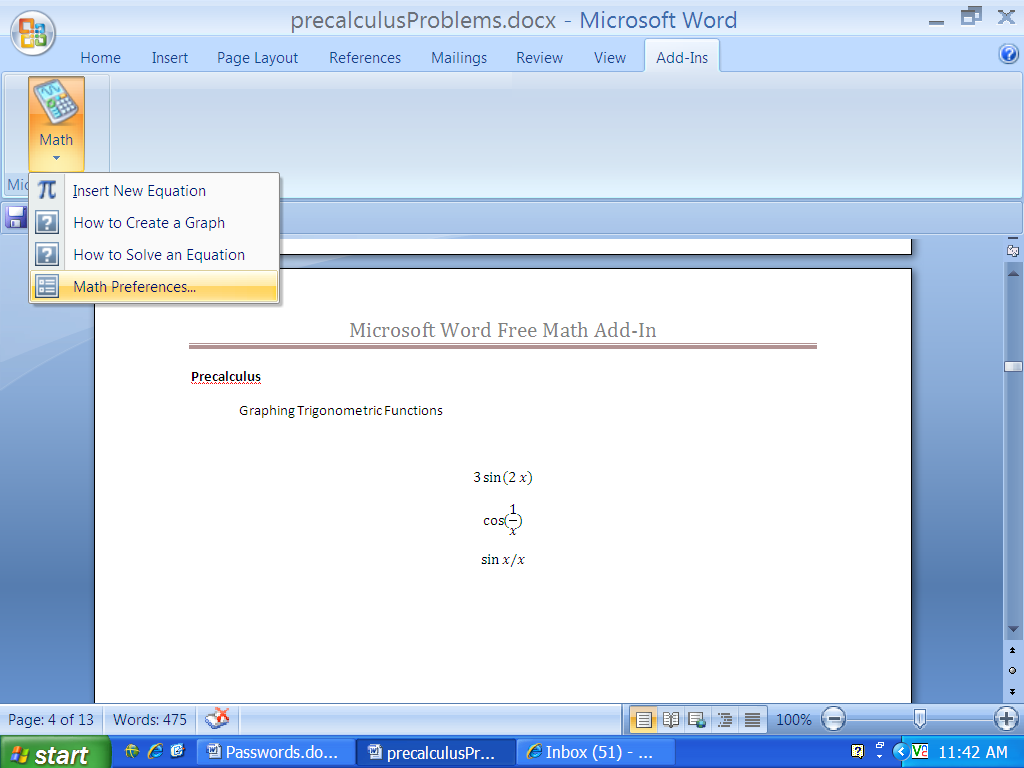 precalculusProblems.docx - Microsoft Word
Home Insert Page Layout References Mailings Review View Add-Ins
Math
Mic
Insert New Equation
How to Create a Graph
How to Solve an Equation
Math Preferences...
Microsoft Word Free Math Add-In
Precalculus
Graphing Trigonometric Functions
3 sin(2 x)
cos(1/x)
sin x/x
Page: 4 of 13 Words: 475 100%
start Passwords.do... precalculusPr... Inbox (51) - ... 11:42 AM